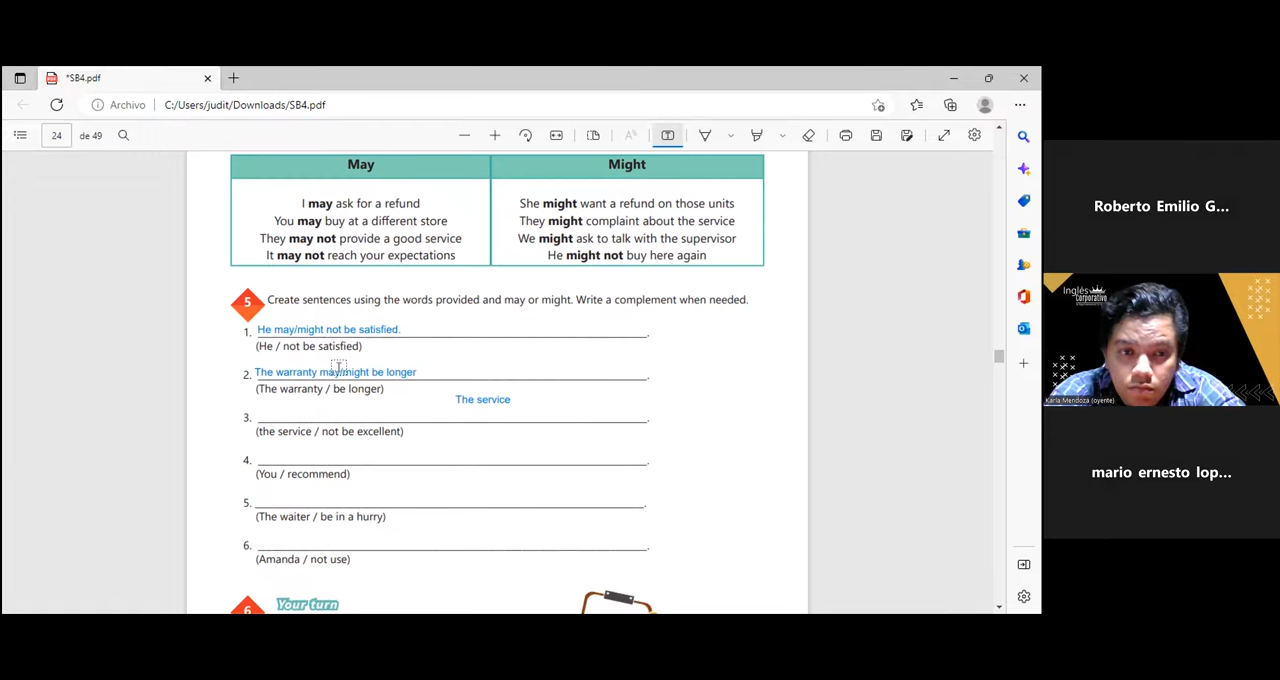 *SB4.pdf
Archivo
C:/Users/judit/Downloads/SB4.pdf
24 de 49
May
Might
I may ask for a refund
You may buy at a different store
They may not provide a good service
It may not reach your expectations
She might want a refund on those units
They might complaint about the service
We might ask to talk with the supervisor
He might not buy here again
5 Create sentences using the words provided and may or might. Write a complement when needed.
1. He may/might not be satisfied. .
(He / not be satisfied)
2. The warranty may/might be longer .
(The warranty / be longer)
The service
3. .
(the service / not be excellent)
4. .
(You / recommend)
5. .
(The waiter / be in a hurry)
6. .
(Amanda / not use)
6 Your turn
Roberto Emilio G...
Inglés
Corporativo
Karla Mendoza (oyente)
mario ernesto lop...